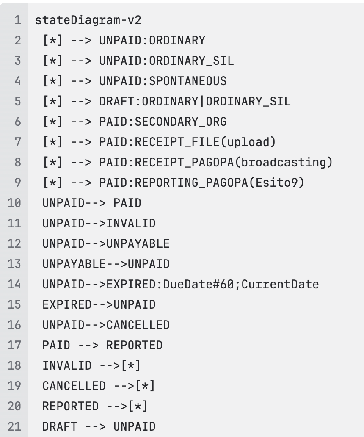 1 stateDiagram-v2
2 [*] --> UNPAID:ORDINARY
3 [*] --> UNPAID:ORDINARY_SIL
4 [*] --> UNPAID:SPONTANEOUS
5 [*] --> DRAFT:ORDINARY|ORDINARY_SIL
6 [*] --> PAID:SECONDARY_ORG
7 [*] --> PAID:RECEIPT_FILE(upload)
8 [*] --> PAID:RECEIPT_PAGOPA(broadcasting)
9 [*] --> PAID:REPORTING_PAGOPA(Esito9)
10 UNPAID--> PAID
11 UNPAID-->INVALID
12 UNPAID-->UNPAYABLE
13 UNPAYABLE-->UNPAID
14 UNPAID-->EXPIRED:DueDate#60;CurrentDate
15 EXPIRED-->UNPAID
16 UNPAID-->CANCELLED
17 PAID --> REPORTED
18 INVALID -->[*]
19 CANCELLED -->[*]
20 REPORTED -->[*]
21 DRAFT --> UNPAID